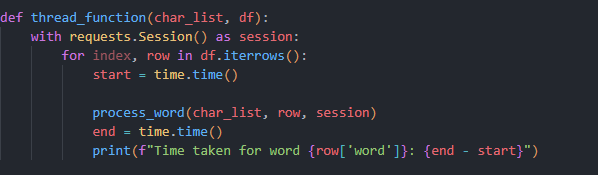 def thread_function(char_list, df):
    with requests.Session() as session:
        for index, row in df.iterrows():
            start = time.time()

            process_word(char_list, row, session)
            end = time.time()
            print(f"Time taken for word {row['word']}: {end - start}")